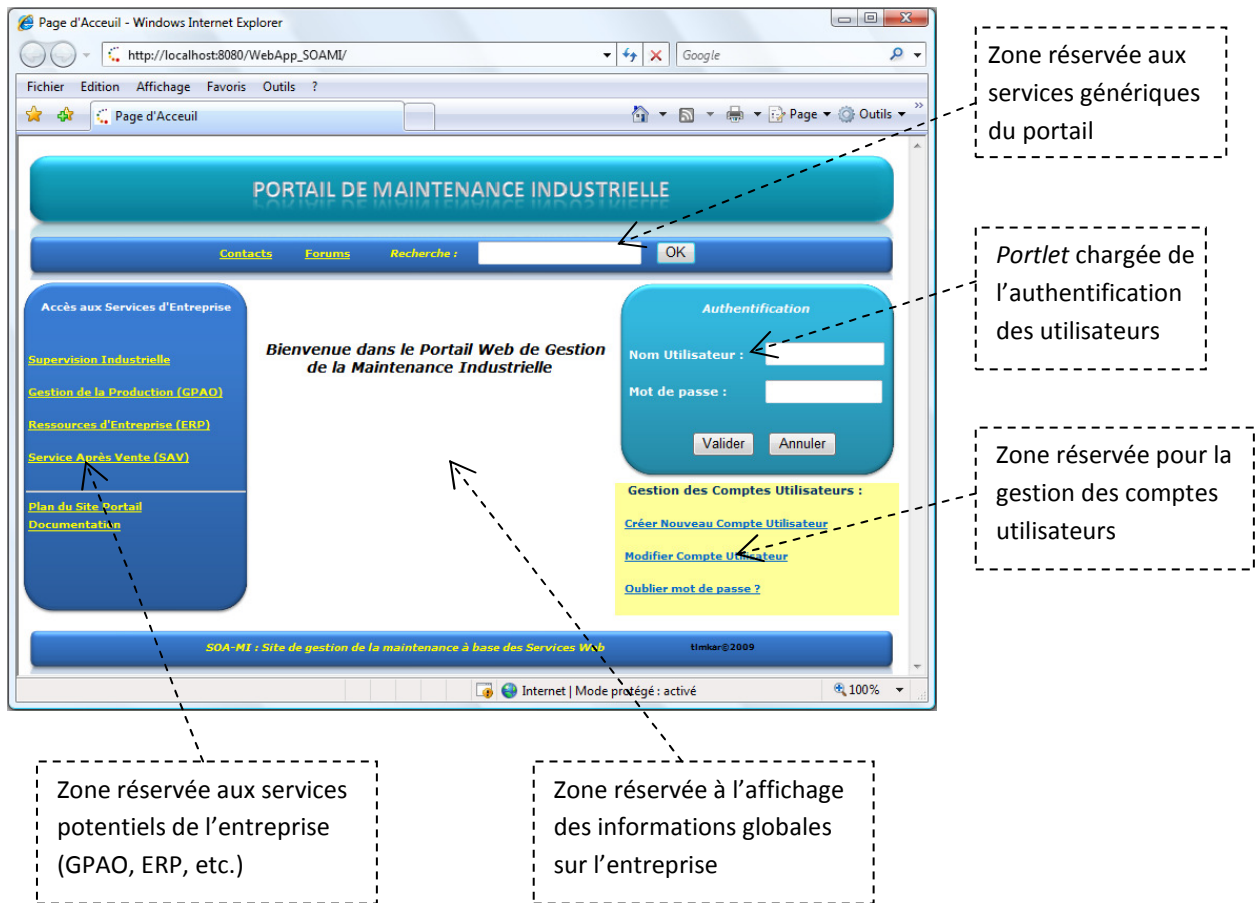 Page d'Acceuil - Windows Internet Explorer
http://localhost:8080/WebApp_SOAMI/
Google
Fichier Edition Affichage Favoris Outils ?
Page d'Acceuil
Page
Outils
»
PORTAIL DE MAINTENANCE INDUSTRIELLE
Contacts Forums Recherche : OK
Accès aux Services d'Entreprise
Supervision Industrielle
Gestion de la Production (GPAO)
Ressources d'Entreprise (ERP)
Service Après Vente (SAV)
Plan du Site Portail
Documentation
Bienvenue dans le Portail Web de Gestion
de la Maintenance Industrielle
Authentification
Nom Utilisateur :
Mot de passe :
Valider Annuler
Gestion des Comptes Utilisateurs :
Créer Nouveau Compte Utilisateur
Modifier Compte Utilisateur
Oublier mot de passe ?
SOA-MI : Site de gestion de la maintenance à base des Services Web timkar©2009
Internet | Mode protégé : activé 100%
Zone réservée aux
services génériques
du portail
Portlet chargée de
l'authentification
des utilisateurs
Zone réservée pour la
gestion des comptes
utilisateurs
Zone réservée aux services
potentiels de l'entreprise
(GPAO, ERP, etc.)
Zone réservée à l'affichage
des informations globales
sur l'entreprise